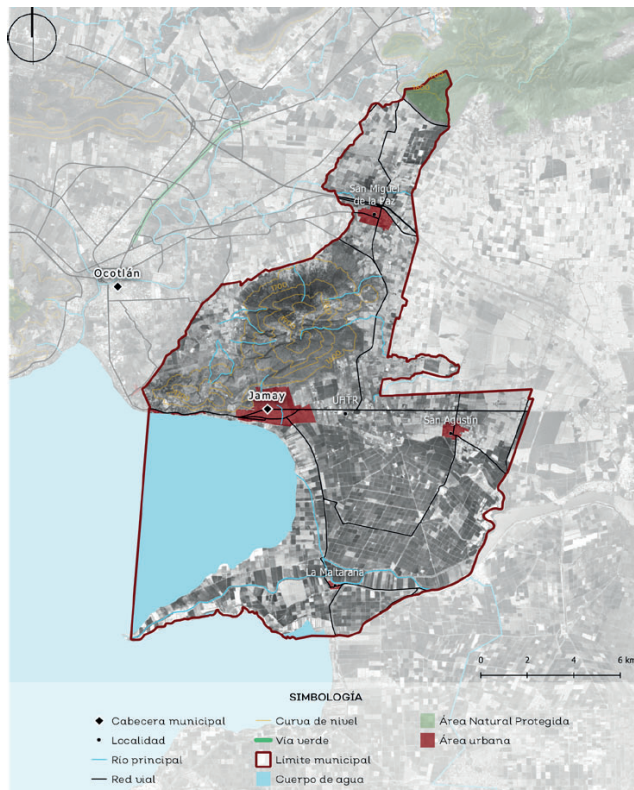 San Miguel
de la Paz
Ocotlán
Jamay
UATR
San Agustín
La Maltaraña
0 2 4 6 km
SIMBOLOGÍA
Cabecera municipal
Localidad
Río principal
Red vial
Curva de nivel
Vía verde
Límite municipal
Cuerpo de agua
Área Natural Protegida
Área urbana